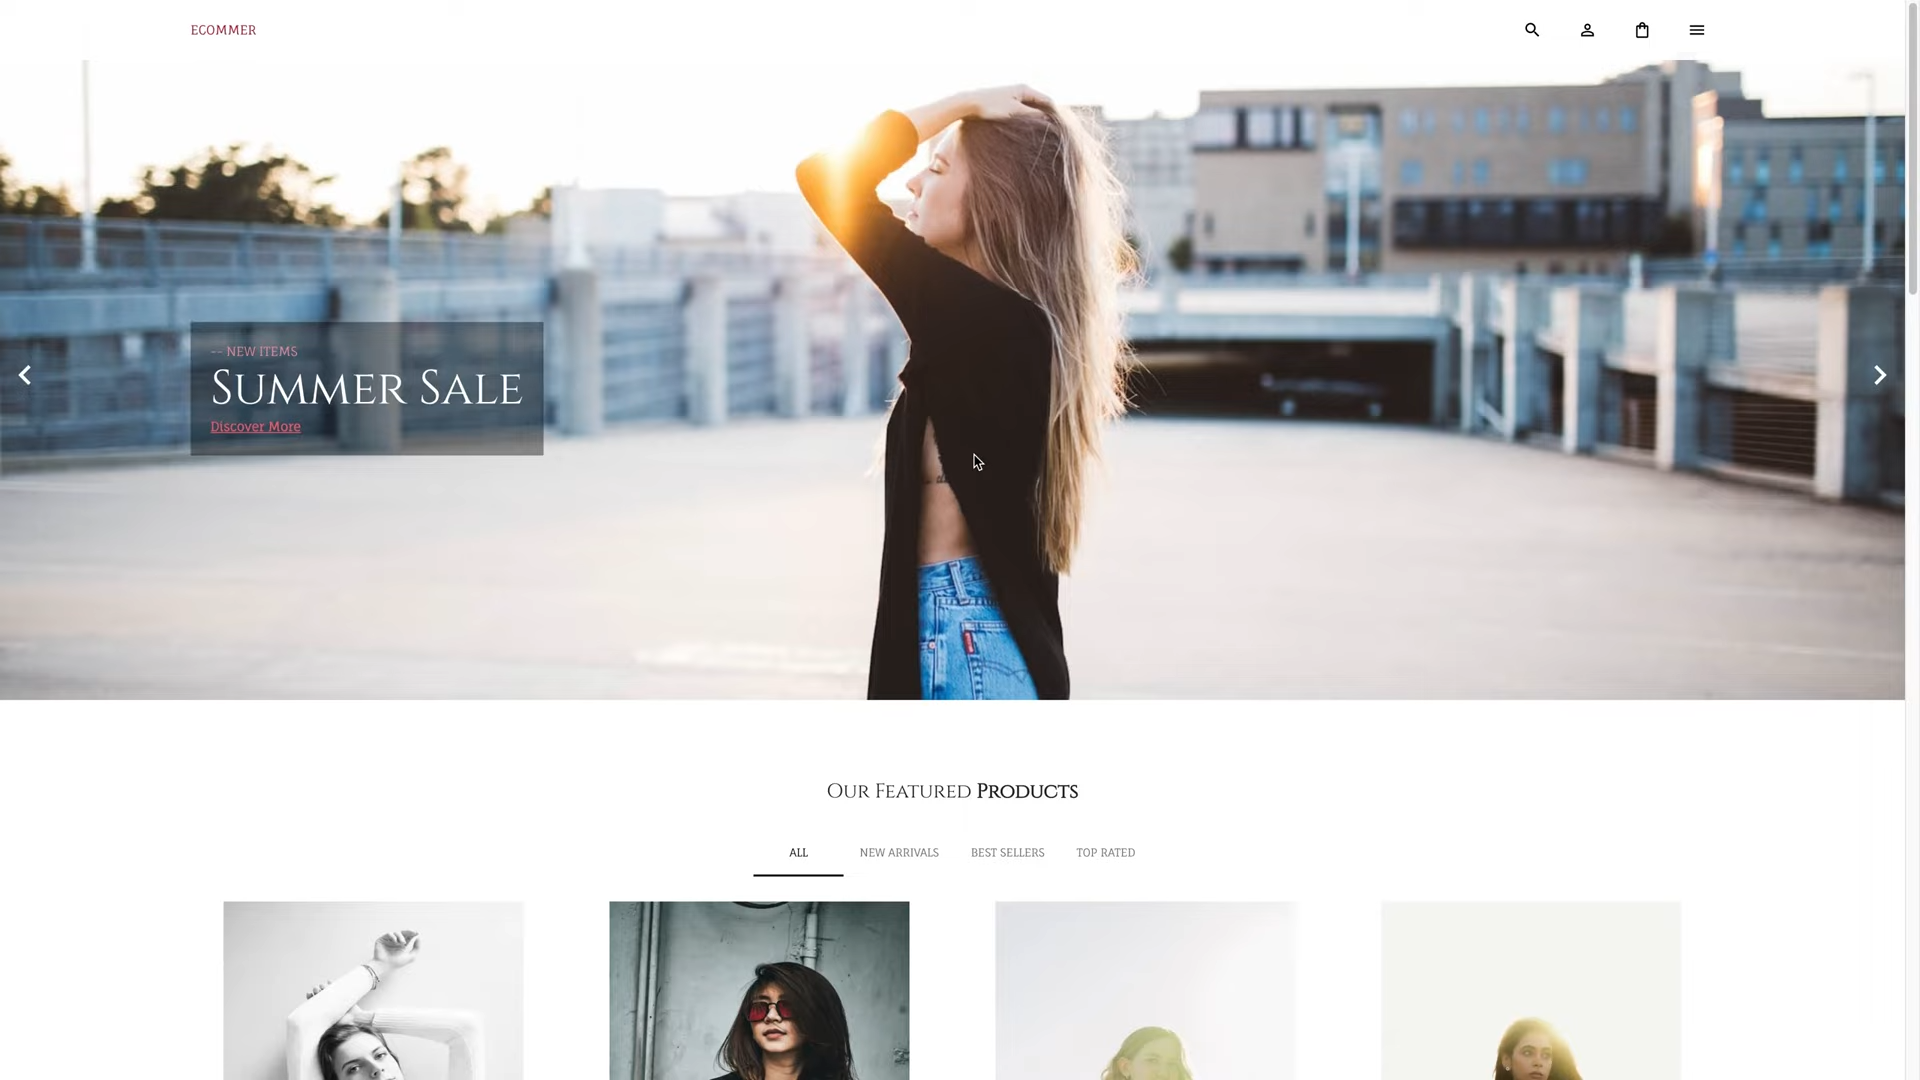 ECOMMER
-- NEW ITEMS
Summer Sale
Discover More
Our Featured Products
ALL
NEW ARRIVALS
BEST SELLERS
TOP RATED